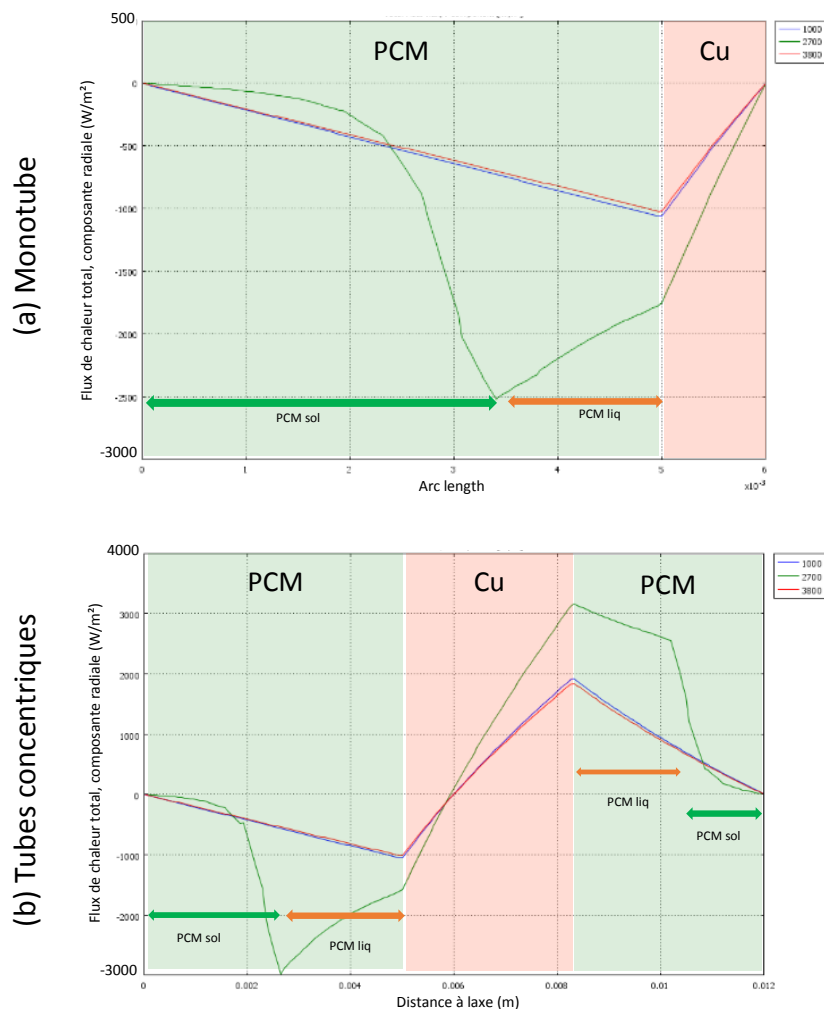 (a) Monotube
Flux de chaleur total, composante radiale (W/m²)
500
0
-500
-1000
-1500
-2000
-2500
-3000
PCM
Cu
1000
2700
3800
PCM sol
PCM liq
0
1
2
3
4
5
6
×10⁻³
Arc length
(b) Tubes concentriques
Flux de chaleur total, composante radiale (W/m²)
4000
3000
2000
1000
0
-1000
-2000
-3000
PCM
Cu
PCM
1000
2700
3800
PCM liq
PCM sol
PCM sol
PCM liq
0
0.002
0.004
0.006
0.008
0.01
0.012
Distance à laxe (m)